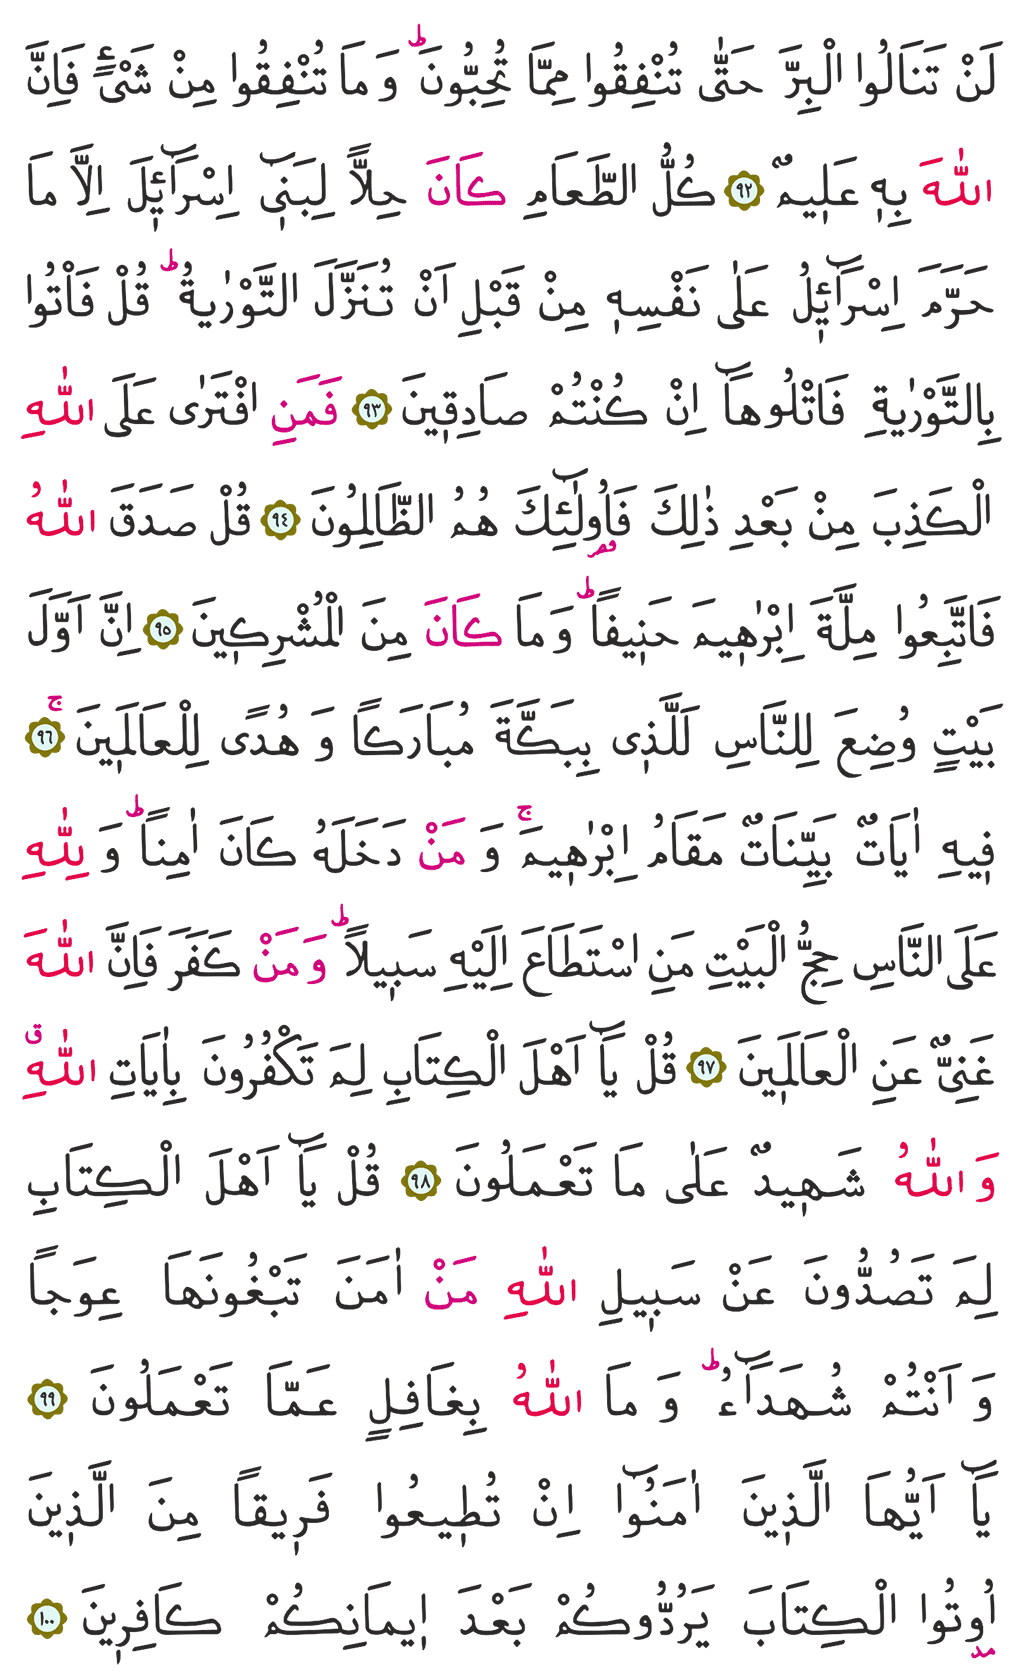 لَنْ تَنَالُوا الْبِرَّ حَتّٰى تُنْفِقُوا مِمَّا تُحِبُّونَ ط وَ مَا تُنْفِقُوا مِنْ شَىْءٍ فَاِنَّ
اللّٰهَ بِهٖ عَلٖيمٌ ٩٢ كُلُّ الطَّعَامِ كَانَ حِلًّا لِبَنٖٓى اِسْرَٓائٖلَ اِلَّا مَا
حَرَّمَ اِسْرَٓائٖلُ عَلٰى نَفْسِهٖ مِنْ قَبْلِ اَنْ تُنَزَّلَ التَّوْرٰيةُ ط قُلْ فَاْتُوا
بِالتَّوْرٰيةِ فَاتْلُوهَٓا اِنْ كُنْتُمْ صَادِقٖينَ ٩٣ فَمَنِ افْتَرٰى عَلَى اللّٰهِ
الْكَذِبَ مِنْ بَعْدِ ذٰلِكَ فَاُولٰٓئِكَ هُمُ الظَّالِمُونَ ٩٤ قُلْ صَدَقَ اللّٰهُ
فَاتَّبِعُوا مِلَّةَ اِبْرٰهٖيمَ حَنٖيفًا ط وَ مَا كَانَ مِنَ الْمُشْرِكٖينَ ٩٥ اِنَّ اَوَّلَ
بَيْتٍ وُضِعَ لِلنَّاسِ لَلَّذٖى بِبَكَّةَ مُبَارَكًا وَ هُدًى لِلْعَالَمٖينَ ج ٩٦
فٖيهِ اٰيَاتٌ بَيِّنَاتٌ مَقَامُ اِبْرٰهٖيمَ ج وَ مَنْ دَخَلَهُ كَانَ اٰمِنًا ط وَ لِلّٰهِ
عَلَى النَّاسِ حِجُّ الْبَيْتِ مَنِ اسْتَطَاعَ اِلَيْهِ سَبٖيلًا ط وَ مَنْ كَفَرَ فَاِنَّ اللّٰهَ
غَنِىٌّ عَنِ الْعَالَمٖينَ ٩٧ قُلْ يَٓا اَهْلَ الْكِتَابِ لِمَ تَكْفُرُونَ بِاٰيَاتِ اللّٰهِ ق
وَ اللّٰهُ شَهٖيدٌ عَلٰى مَا تَعْمَلُونَ ٩٨ قُلْ يَٓا اَهْلَ الْكِتَابِ
لِمَ تَصُدُّونَ عَنْ سَبٖيلِ اللّٰهِ مَنْ اٰمَنَ تَبْغُونَهَا عِوَجًا
وَ اَنْتُمْ شُهَدَٓاءُ ط وَ مَا اللّٰهُ بِغَافِلٍ عَمَّا تَعْمَلُونَ ٩٩
يَٓا اَيُّهَا الَّذٖينَ اٰمَنُٓوا اِنْ تُطٖيعُوا فَرٖيقًا مِنَ الَّذٖينَ
اُوتُوا الْكِتَابَ يَرُدُّوكُمْ بَعْدَ اٖيمَانِكُمْ كَافِرٖينَ ١٠٠